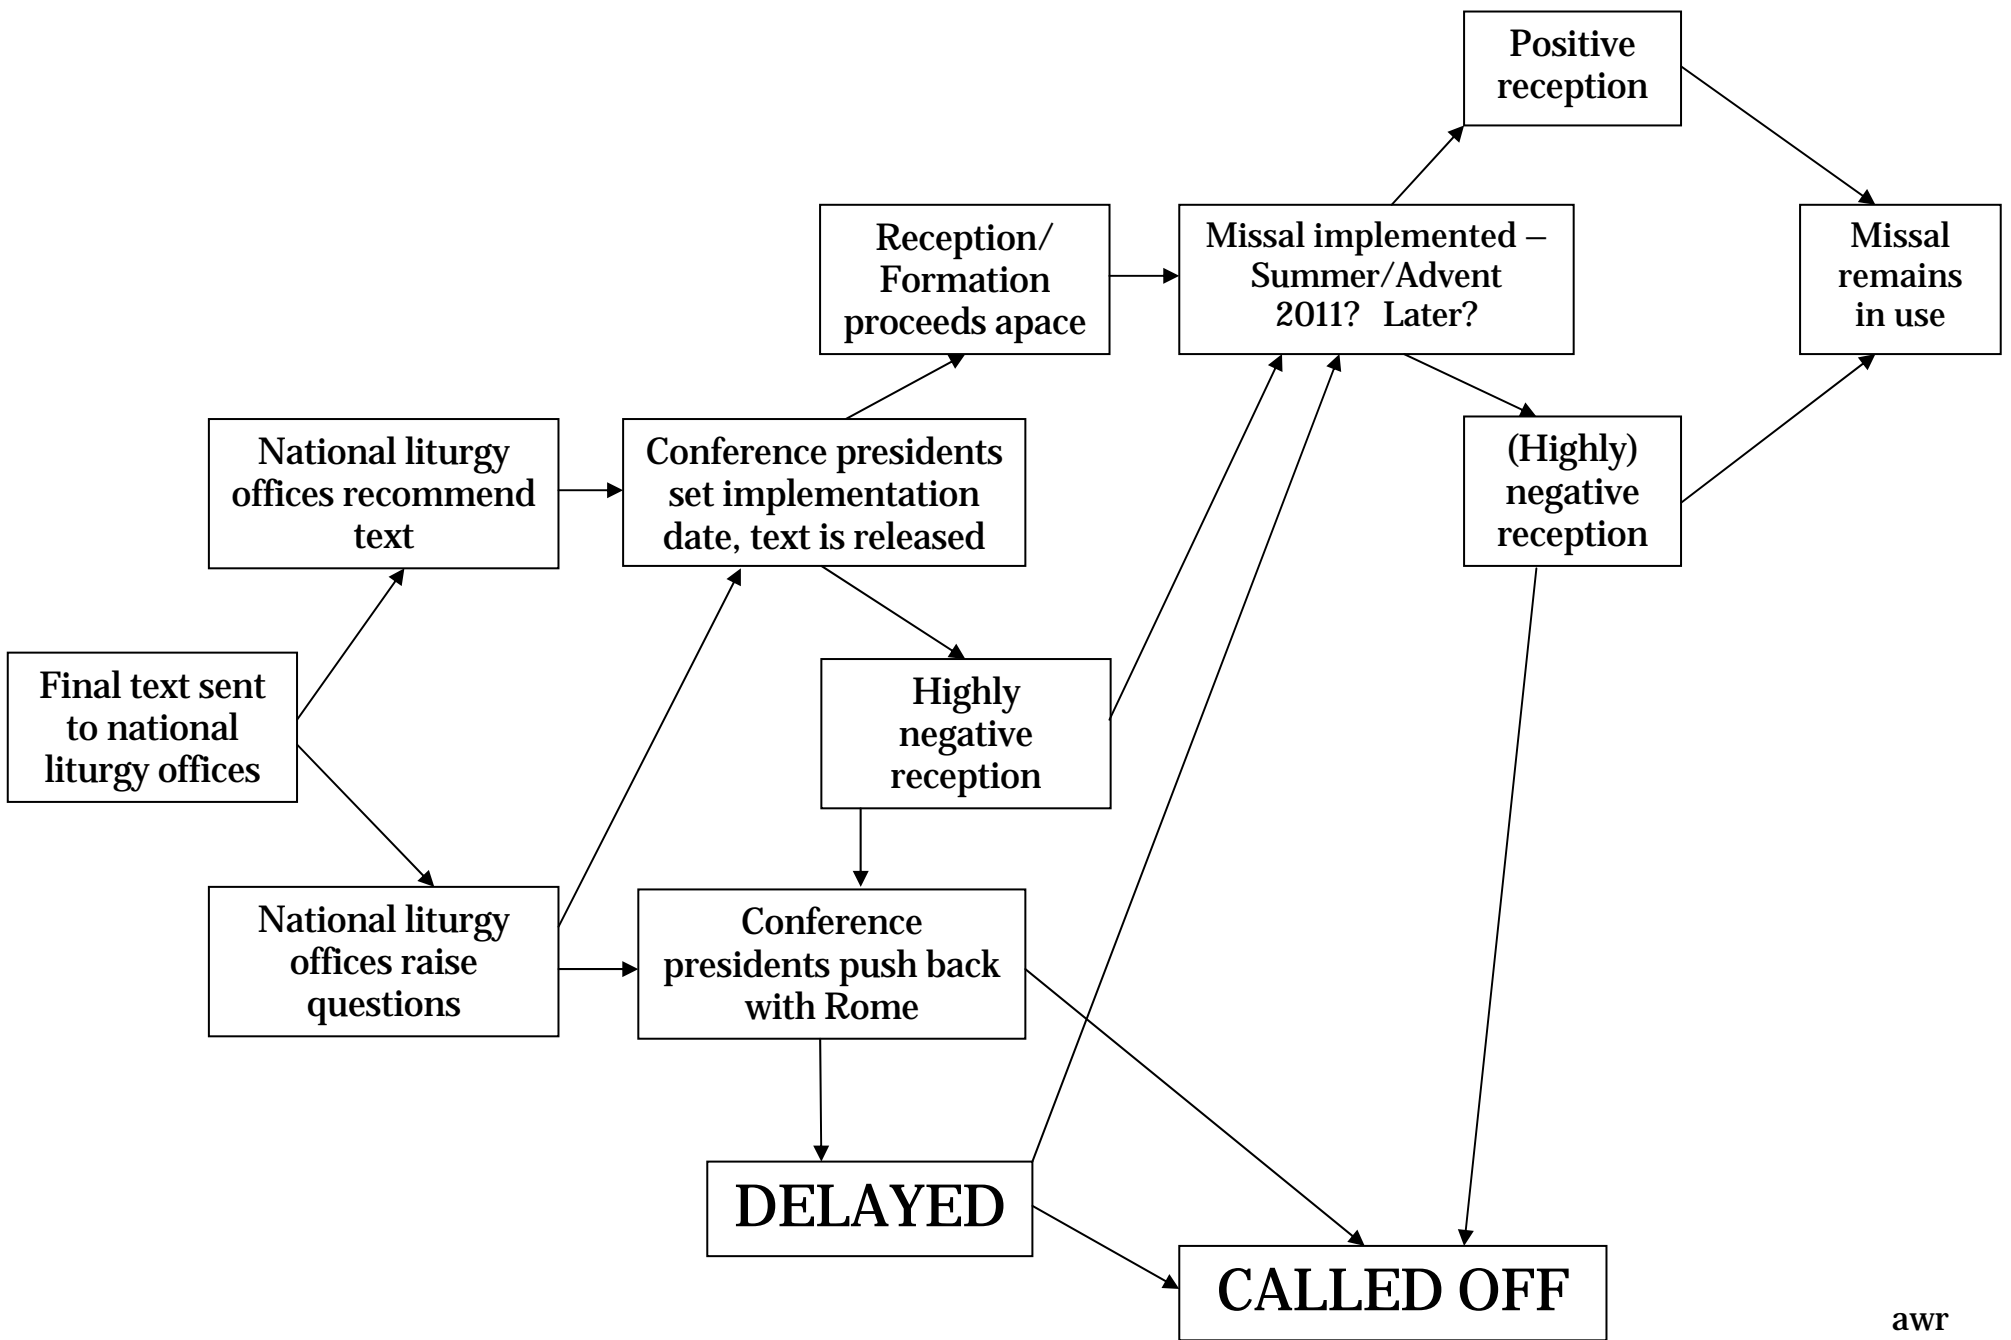 Positive
reception
Reception/
Formation
proceeds apace
Missal implemented –
Summer/Advent
2011? Later?
Missal
remains
in use
National liturgy
offices recommend
text
Conference presidents
set implementation
date, text is released
(Highly)
negative
reception
Final text sent
to national
liturgy offices
Highly
negative
reception
National liturgy
offices raise
questions
Conference
presidents push back
with Rome
DELAYED
CALLED OFF
awr